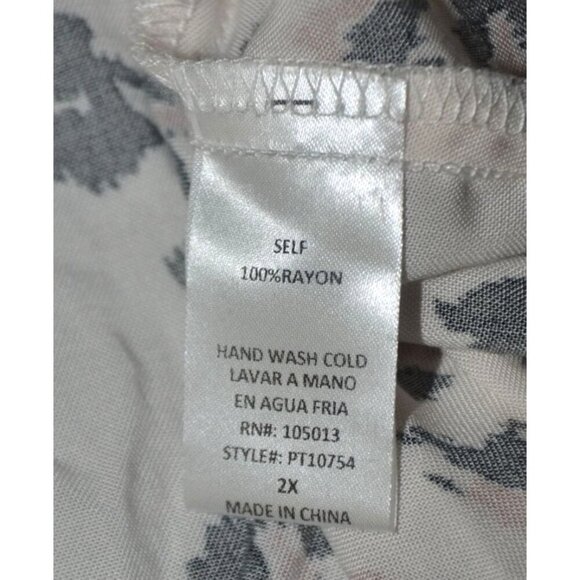 SELF
100%RAYON
HAND WASH COLD
LAVAR A MANO
EN AGUA FRIA
RN#: 105013
STYLE#: PT10754
2X
MADE IN CHINA